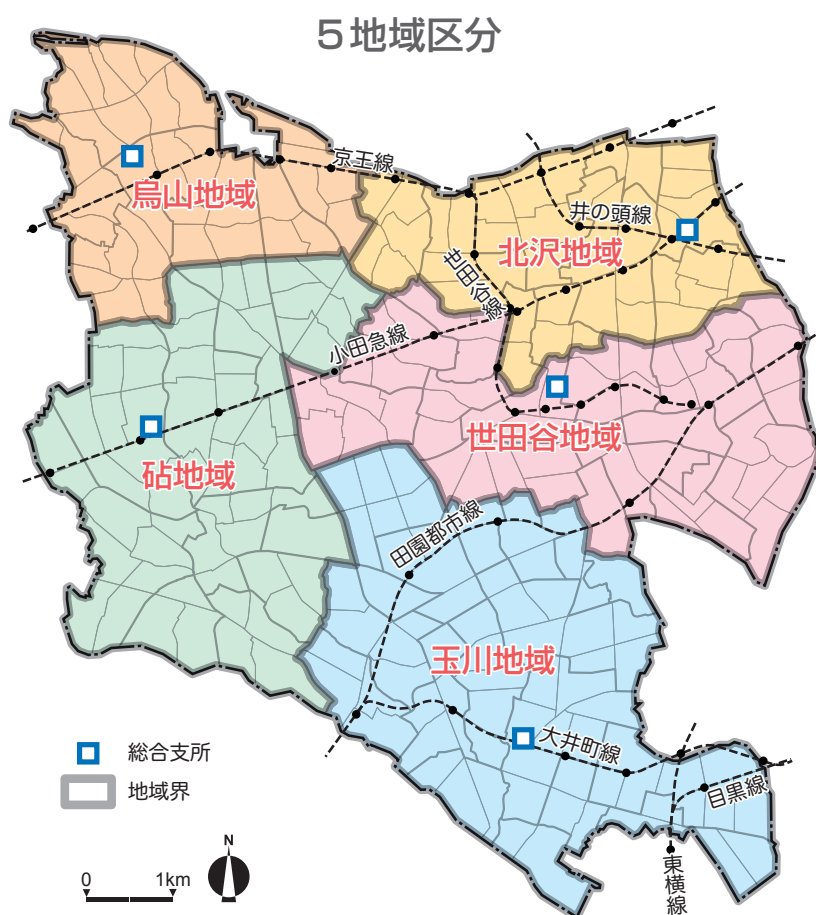 5地域区分
京王線
烏山地域
井の頭線
北沢地域
世田谷線
小田急線
世田谷地域
砧地域
田園都市線
玉川地域
大井町線
目黒線
東横線
総合支所
地域界
N
0 1km